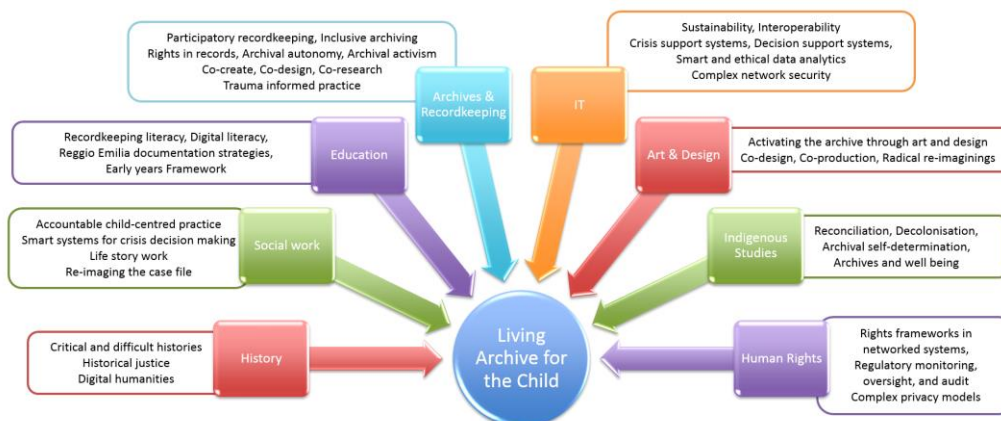 Participatory recordkeeping, Inclusive archiving
Rights in records, Archival autonomy, Archival activism
Co-create, Co-design, Co-research
Trauma informed practice
Archives &
Recordkeeping
Sustainability, Interoperability
Crisis support systems, Decision support systems,
Smart and ethical data analytics
Complex network security
IT
Recordkeeping literacy, Digital literacy,
Reggio Emilia documentation strategies,
Early years Framework
Education
Art & Design
Activating the archive through art and design
Co-design, Co-production, Radical re-imaginings
Accountable child-centred practice
Smart systems for crisis decision making
Life story work
Re-imaging the case file
Social work
Indigenous
Studies
Reconciliation, Decolonisation,
Archival self-determination,
Archives and well being
Critical and difficult histories
Historical justice
Digital humanities
History
Living
Archive for
the Child
Human Rights
Rights frameworks in
networked systems,
Regulatory monitoring,
oversight, and audit
Complex privacy models